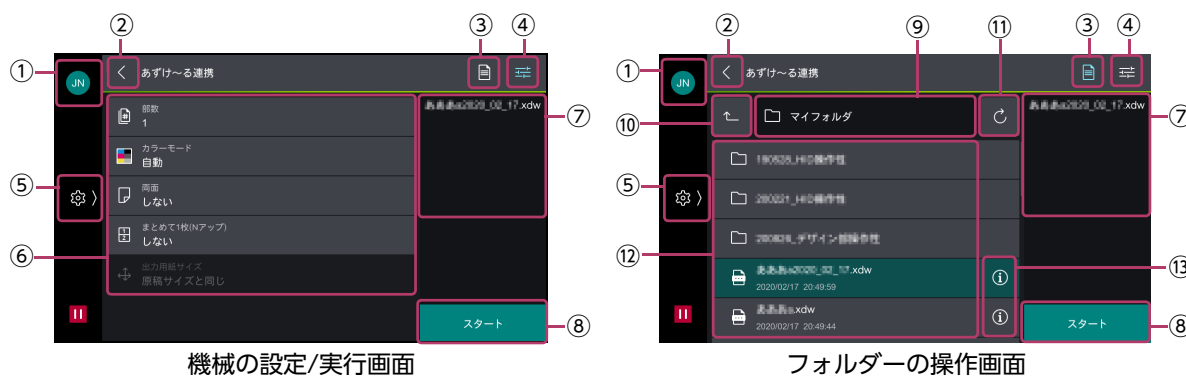 ② ③ ④
① JN あずけ~る連携
部数
1
カラーモード
自動
両面
しない
まとめて1枚(Nアップ)
しない
出力用紙サイズ
原稿サイズと同じ
2020_02_17.xdw
⑦
⑤
⑥
スタート
⑧
機械の設定/実行画面
② ⑨ ⑪ ③ ④
① JN あずけ~る連携
⑩
マイフォルダ
2020_02_17.xdw
⑦
⑤
⑫
2020_02_17.xdw
2020/02/17 20:49:59
.xdw
2020/02/17 20:49:44
⑬
スタート
⑧
フォルダーの操作画面